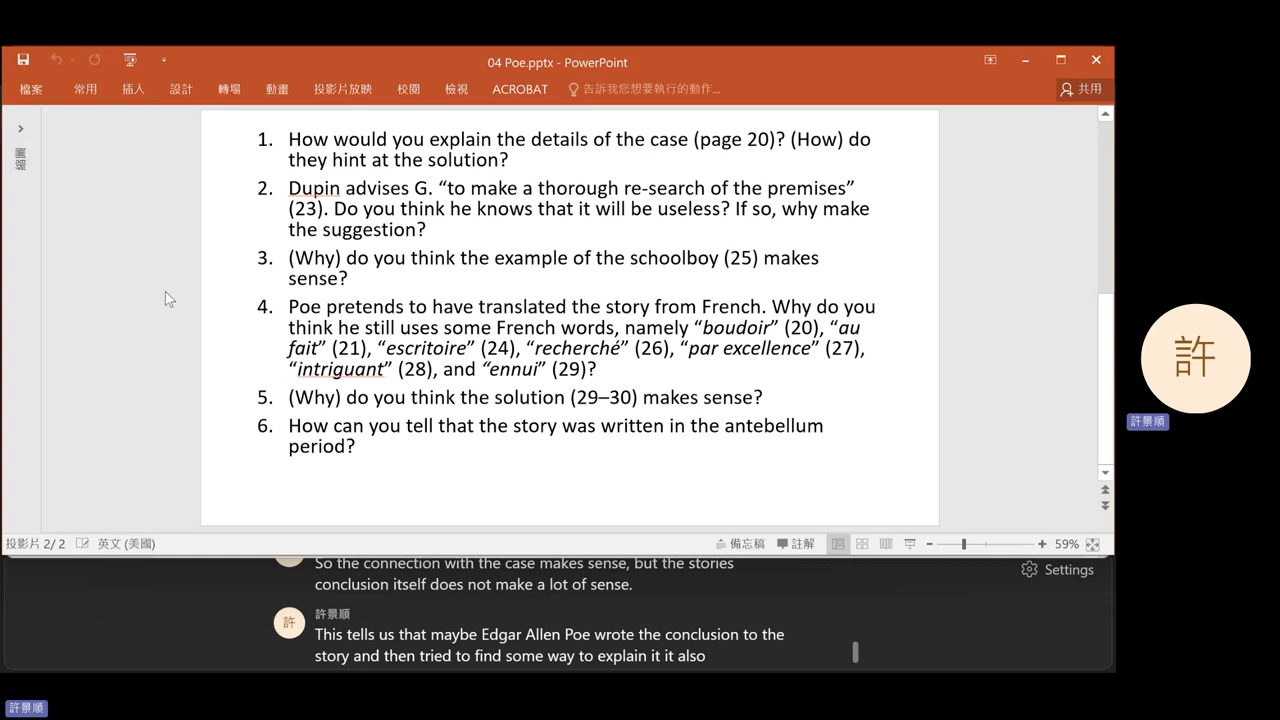 04 Poe.pptx - PowerPoint
檔案 常用 插入 設計 轉場 動畫 投影片放映 校閱 檢視 ACROBAT 告訴我您想要執行的動作... 共用
1. How would you explain the details of the case (page 20)? (How) do
they hint at the solution?
2. Dupin advises G. “to make a thorough re-search of the premises”
(23). Do you think he knows that it will be useless? If so, why make
the suggestion?
3. (Why) do you think the example of the schoolboy (25) makes
sense?
4. Poe pretends to have translated the story from French. Why do you
think he still uses some French words, namely “boudoir” (20), “au
fait” (21), “escritoire” (24), “recherché” (26), “par excellence” (27),
“intriguant” (28), and “ennui” (29)?
5. (Why) do you think the solution (29–30) makes sense?
6. How can you tell that the story was written in the antebellum
period?
許
許景順
投影片 2/2 英文 (美國) 備忘稿 註解 59%
So the connection with the case makes sense, but the stories
conclusion itself does not make a lot of sense.
Settings
許
許景順
This tells us that maybe Edgar Allen Poe wrote the conclusion to the
story and then tried to find some way to explain it it also
許景順